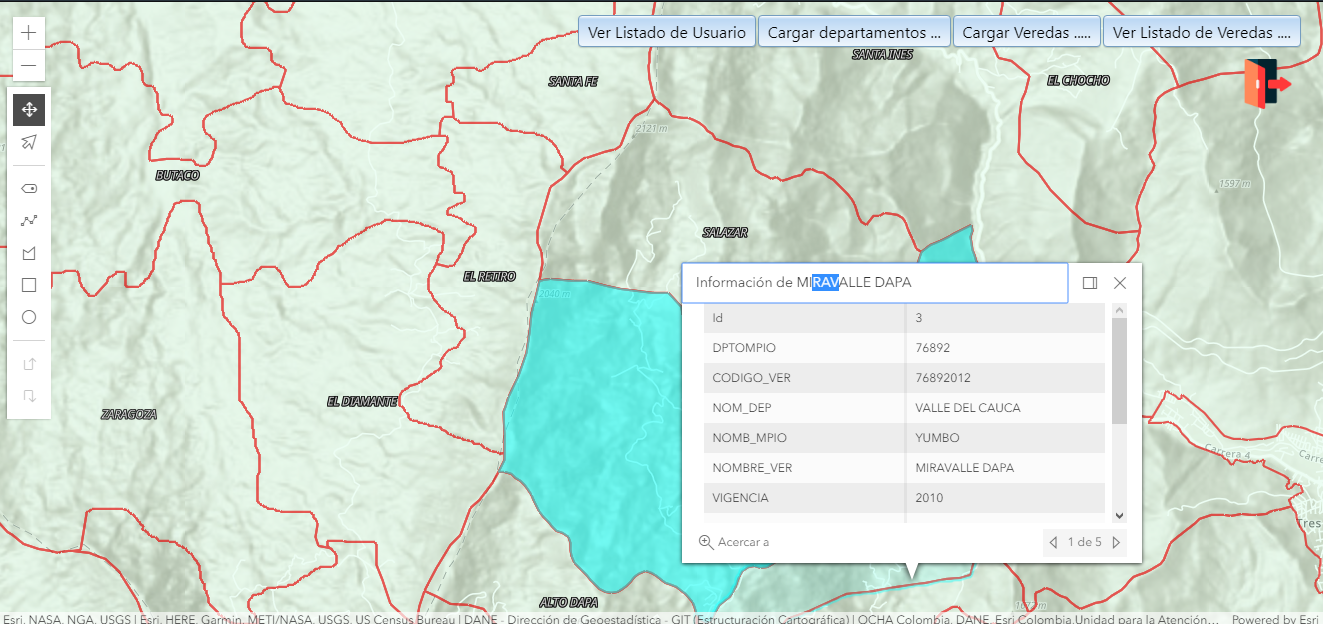 Ver Listado de Usuario
Cargar departamentos ...
Cargar Veredas .....
Ver Listado de Veredas ....
SANTA INES
SANTA FE
EL CHOCHO
2121 m
BUTACO
1597 m
SALAZAR
EL RETIRO
2040 m
Información de MIRAVALLE DAPA
Id 3
DPTOMPIO 76892
CODIGO_VER 76892012
NOM_DEP VALLE DEL CAUCA
NOMB_MPIO YUMBO
NOMBRE_VER MIRAVALLE DAPA
VIGENCIA 2010
EL DIAMANTE
ZARAGOZA
Carrera 4
Carre
Tres
Acercar a
1 de 5
ALTO DAPA
1672 m
Esri, NASA, NGA, USGS | Esri, HERE, Garmin, METI/NASA, USGS, US Census Bureau | DANE - Dirección de Geoestadística - GIT (Estructuración Cartográfica) | OCHA Colombia, DANE, Esri Colombia,Unidad para la Atención...
Powered by Esri